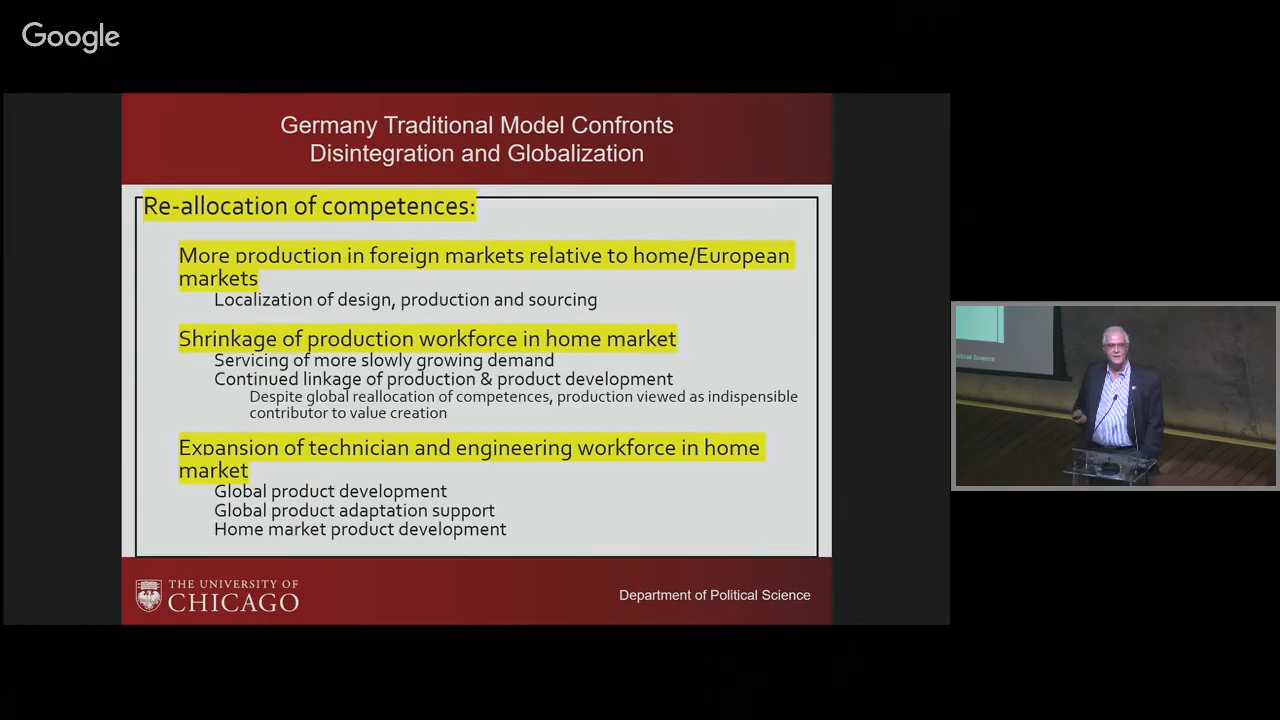 Google
Germany Traditional Model Confronts
Disintegration and Globalization
Re-allocation of competences:
More production in foreign markets relative to home/European
markets
Localization of design, production and sourcing
Shrinkage of production workforce in home market
Servicing of more slowly growing demand
Continued linkage of production & product development
Despite global reallocation of competences, production viewed as indispensible
contributor to value creation
Expansion of technician and engineering workforce in home
market
Global product development
Global product adaptation support
Home market product development
THE UNIVERSITY OF
CHICAGO
Department of Political Science
litical Science